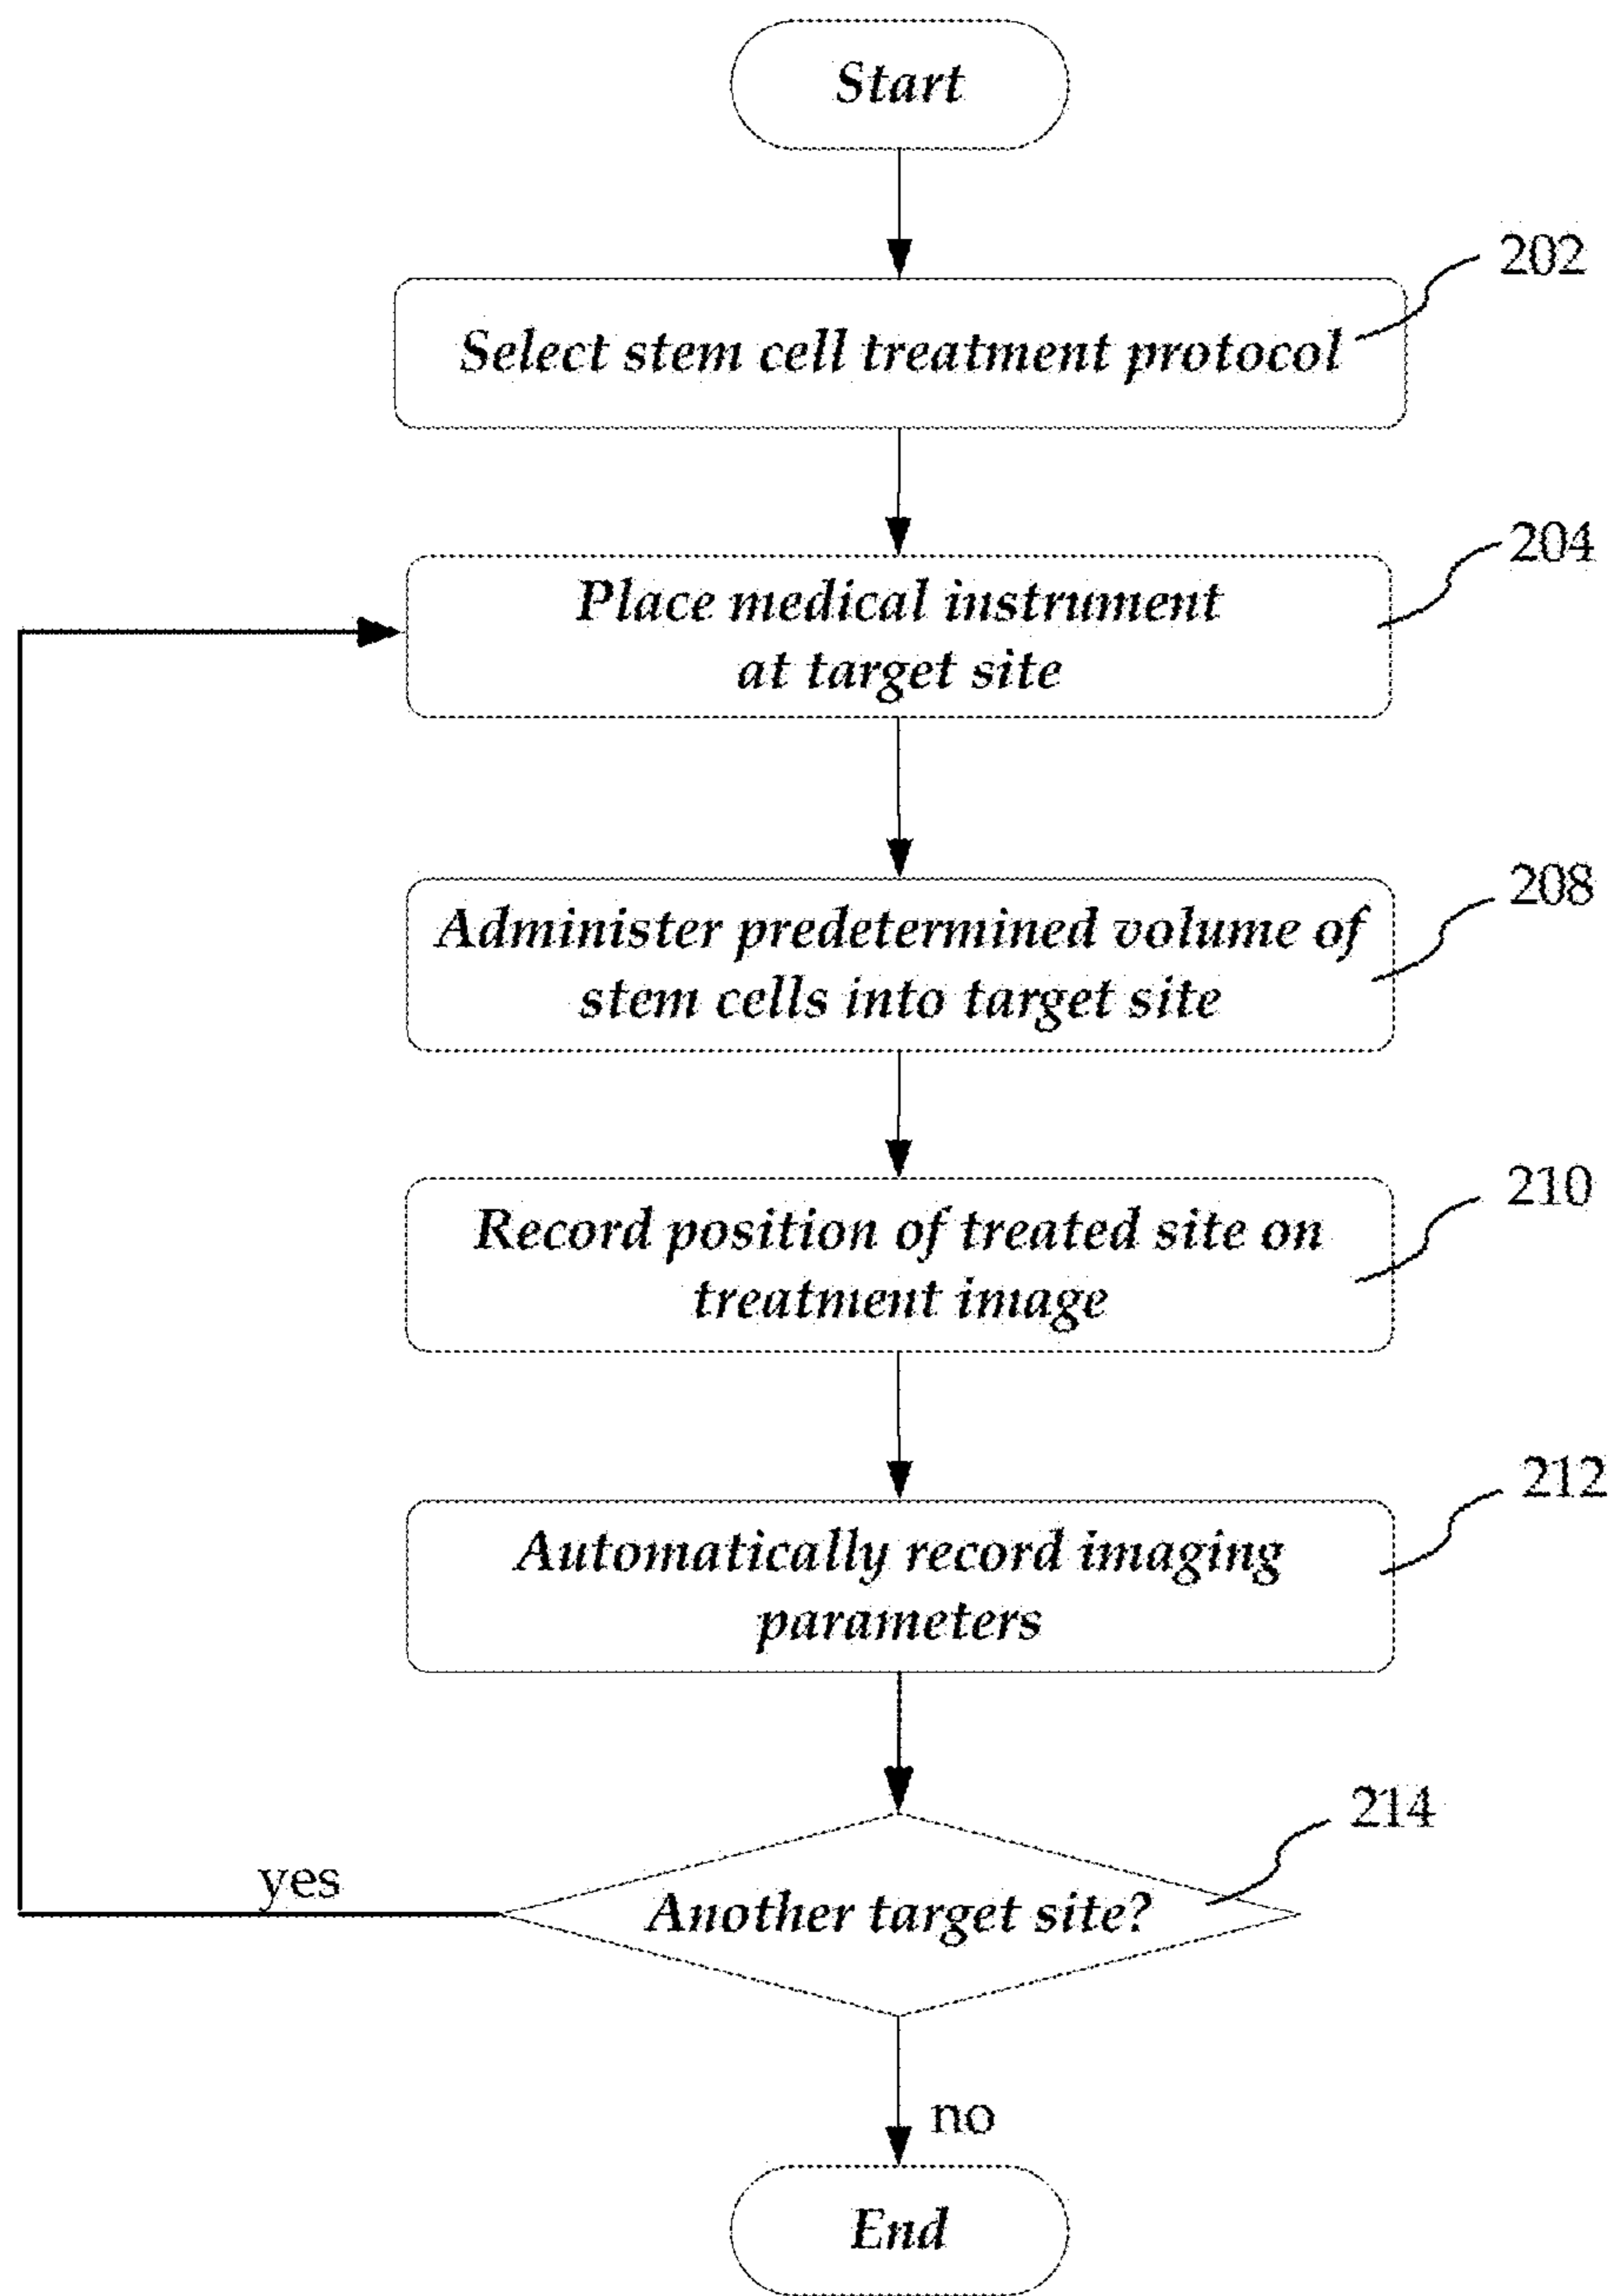 Start
202
Select stem cell treatment protocol
204
Place medical instrument
at target site
208
Administer predetermined volume of
stem cells into target site
210
Record position of treated site on
treatment image
212
Automatically record imaging
parameters
214
Another target site?
yes
no
End